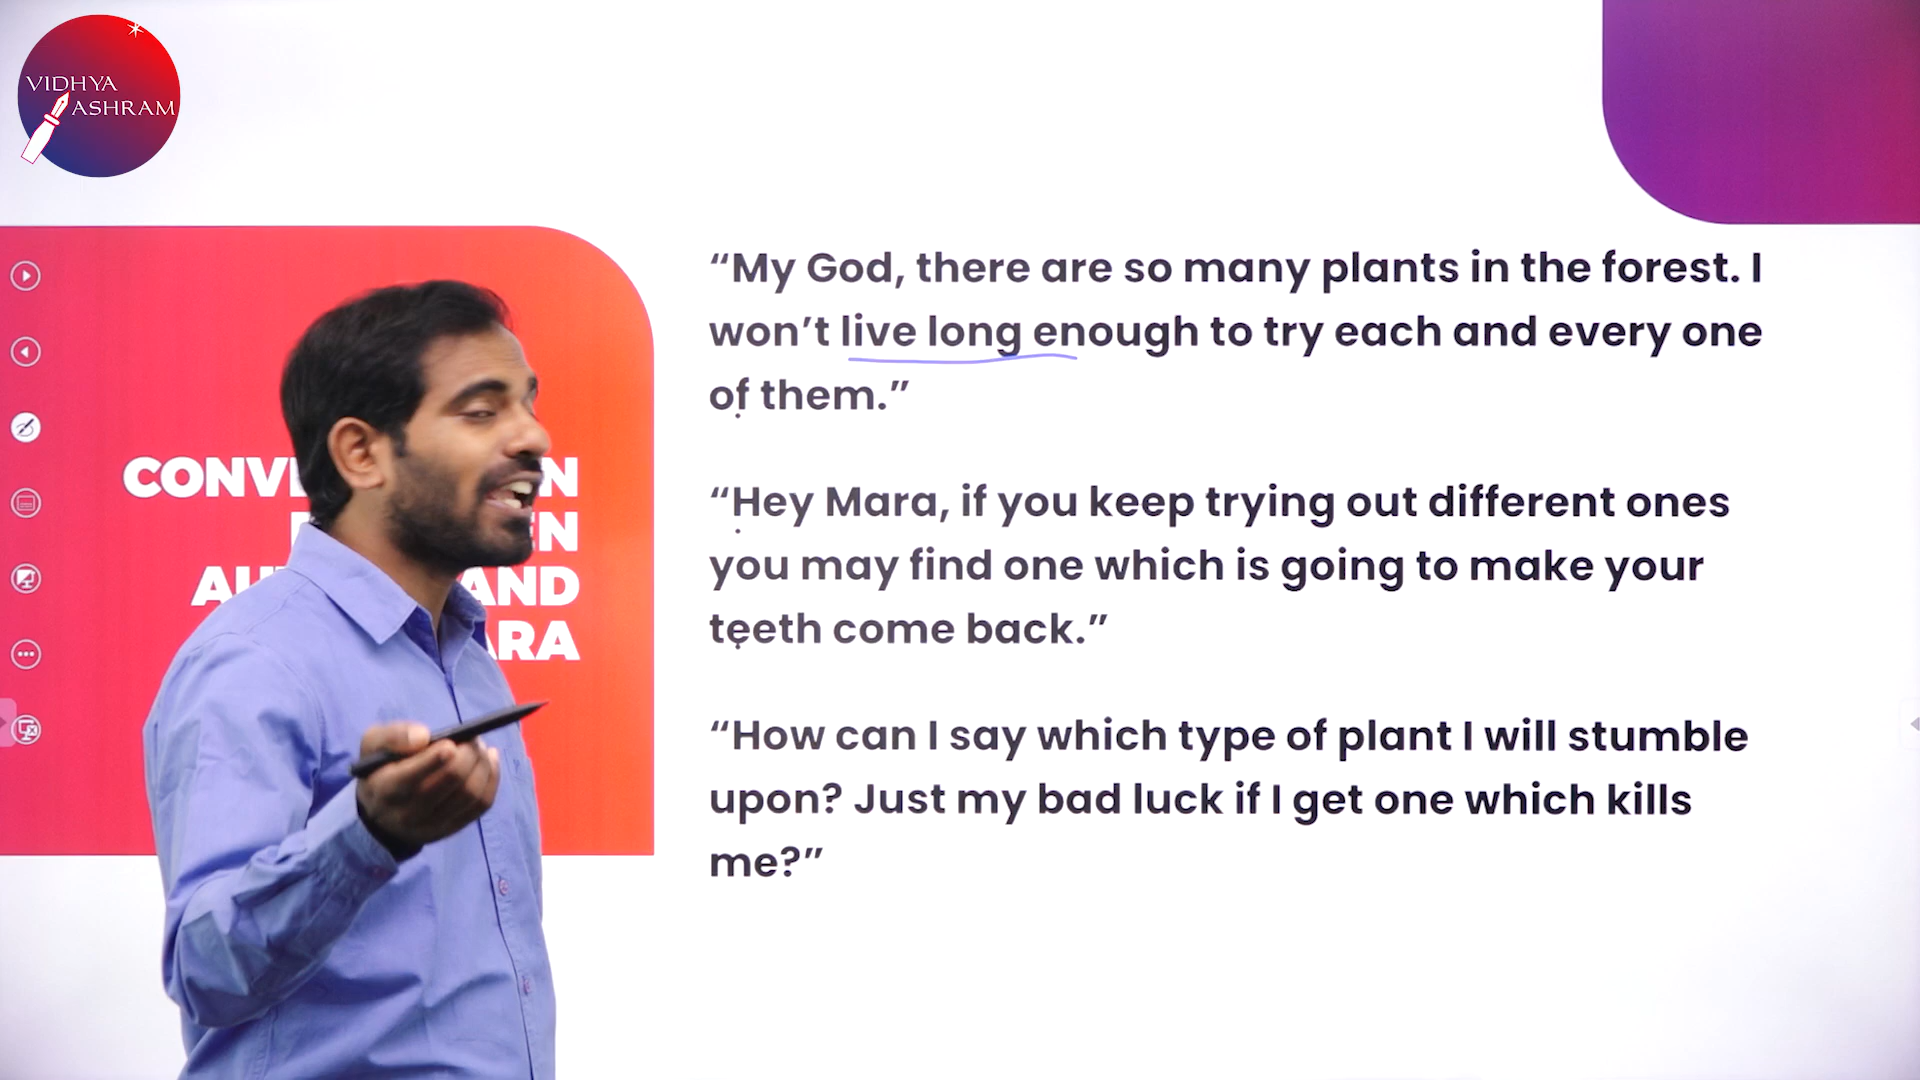 VIDHYA
ASHRAM
“My God, there are so many plants in the forest. I
won’t live long enough to try each and every one
of them.”
“Hey Mara, if you keep trying out different ones
you may find one which is going to make your
teeth come back.”
“How can I say which type of plant I will stumble
upon? Just my bad luck if I get one which kills
me?”
AND